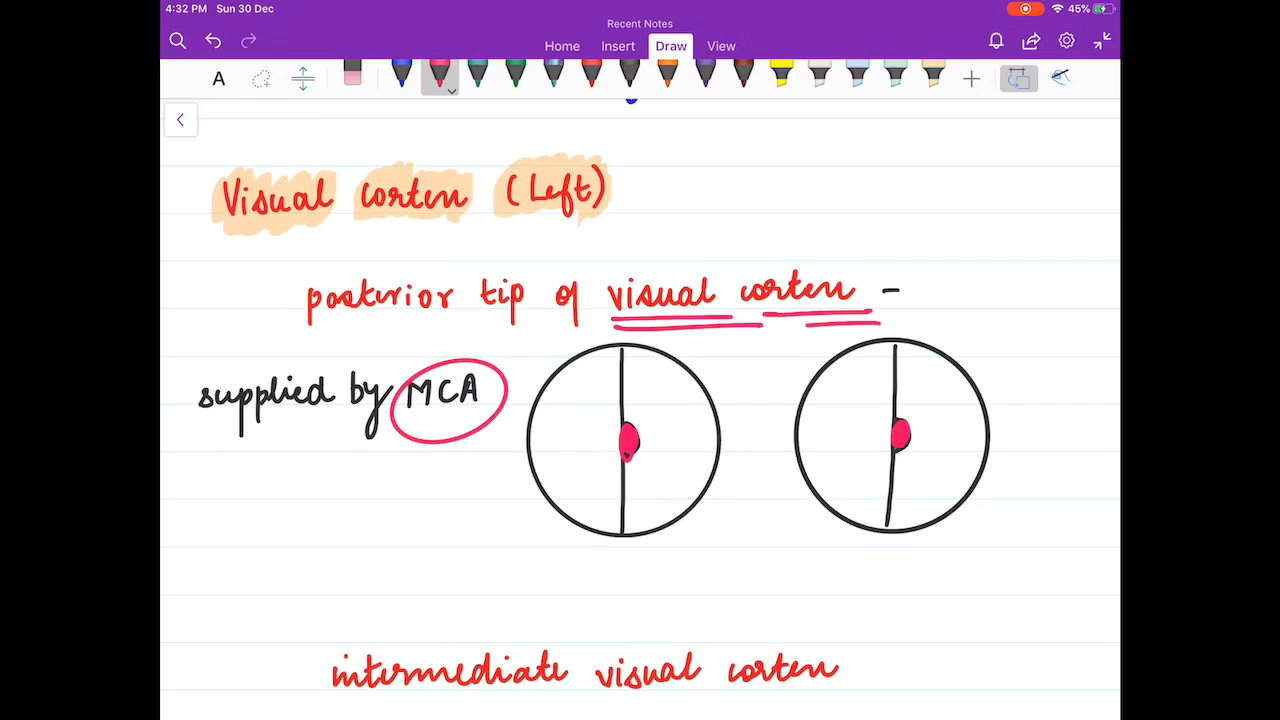 4:32 PM Sun 30 Dec
45%
Recent Notes
Home Insert Draw View
A
Visual cortex (Left)
posterior tip of visual cortex -
supplied by MCA
intermediate visual cortex